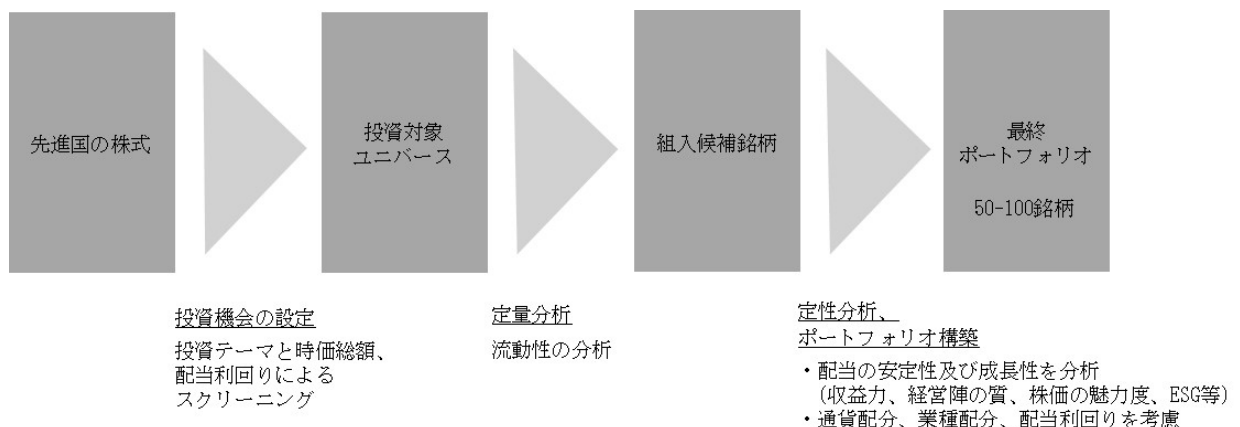 先進国の株式
投資対象
ユニバース
組入候補銘柄
最終
ポートフォリオ
50-100銘柄
投資機会の設定
投資テーマと時価総額、
配当利回りによる
スクリーニング
定量分析
流動性の分析
定性分析、
ポートフォリオ構築
・配当の安定性及び成長性を分析
(収益力、経営陣の質、株価の魅力度、ESG等)
・通貨配分、業種配分、配当利回りを考慮